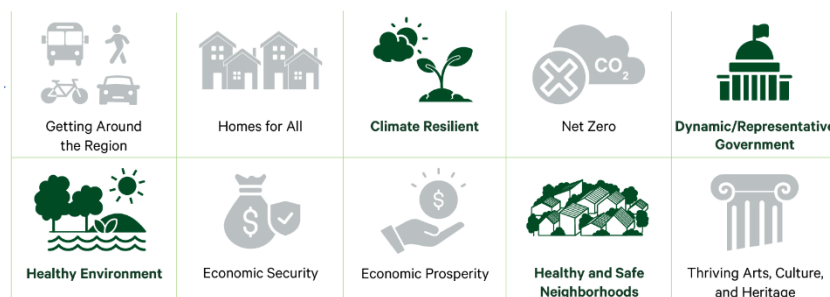 CO2
Getting Around
the Region
Homes for All
Climate Resilient
Net Zero
Dynamic/Representative
Government
$
$
Healthy Environment
Economic Security
Economic Prosperity
Healthy and Safe
Neighborhoods
Thriving Arts, Culture,
and Heritage